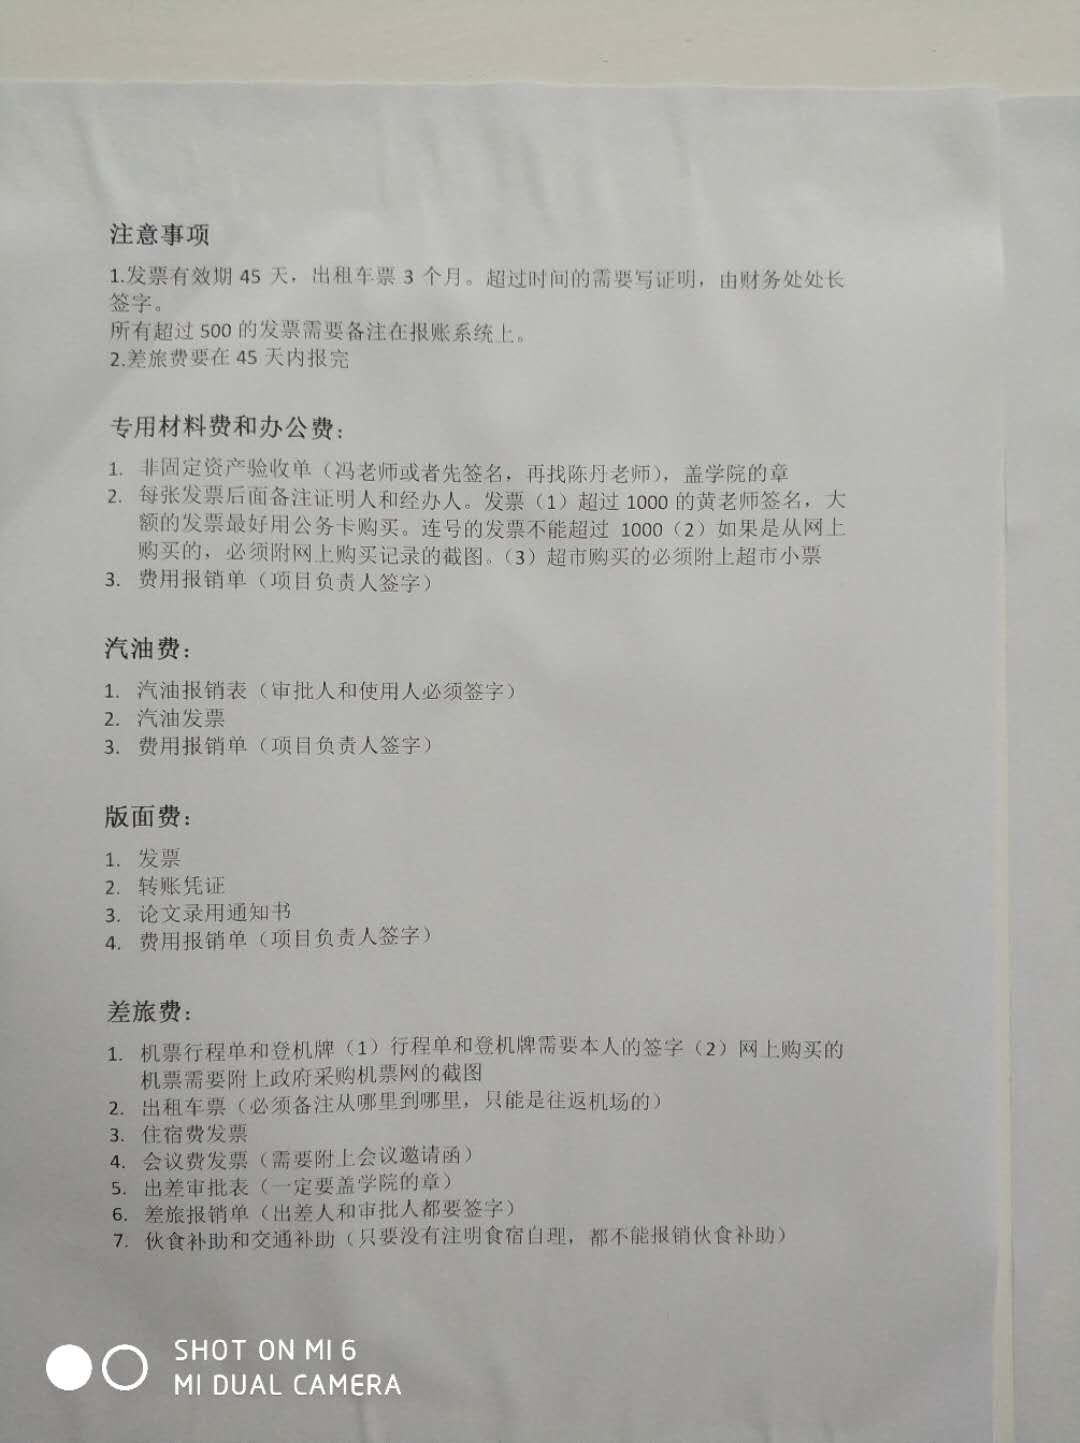 注意事项
1.发票有效期 45 天，出租车票 3 个月。超过时间的需要写证明，由财务处处长
签字。
所有超过 500 的发票需要备注在报账系统上。
2.差旅费要在 45 天内报完
专用材料费和办公费：
1. 非固定资产验收单（冯老师或者先签名，再找陈丹老师），盖学院的章
2. 每张发票后面备注证明人和经办人。发票（1）超过 1000 的黄老师签名，大
额的发票最好用公务卡购买。连号的发票不能超过 1000（2）如果是从网上
购买的，必须附网上购买记录的截图。（3）超市购买的必须附上超市小票
3. 费用报销单（项目负责人签字）
汽油费：
1. 汽油报销表（审批人和使用人必须签字）
2. 汽油发票
3. 费用报销单（项目负责人签字）
版面费：
1. 发票
2. 转账凭证
3. 论文录用通知书
4. 费用报销单（项目负责人签字）
差旅费：
1. 机票行程单和登机牌（1）行程单和登机牌需要本人的签字（2）网上购买的
机票需要附上政府采购机票网的截图
2. 出租车票（必须备注从哪里到哪里，只能是往返机场的）
3. 住宿费发票
4. 会议费发票（需要附上会议邀请函）
5. 出差审批表（一定要盖学院的章）
6. 差旅报销单（出差人和审批人都要签字）
7. 伙食补助和交通补助（只要没有注明食宿自理，都不能报销伙食补助）
SHOT ON MI 6
MI DUAL CAMERA